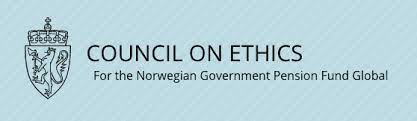 COUNCIL ON ETHICS
For the Norwegian Government Pension Fund Global